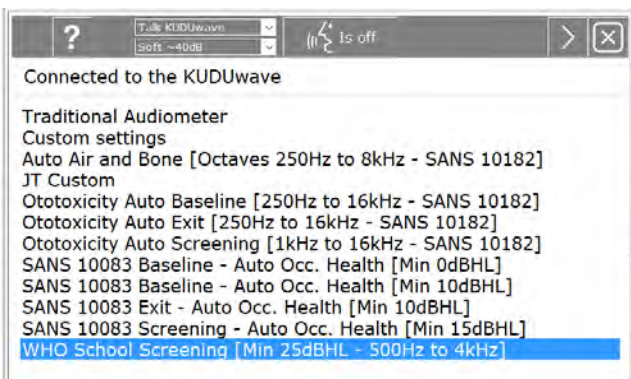 ?
Talk KUDUwave
Soft ~40dB
Is off
Connected to the KUDUwave
Traditional Audiometer
Custom settings
Auto Air and Bone [Octaves 250Hz to 8kHz - SANS 10182]
JT Custom
Ototoxicity Auto Baseline [250Hz to 16kHz - SANS 10182]
Ototoxicity Auto Exit [250Hz to 16kHz - SANS 10182]
Ototoxicity Auto Screening [1kHz to 16kHz - SANS 10182]
SANS 10083 Baseline - Auto Occ. Health [Min 0dBHL]
SANS 10083 Baseline - Auto Occ. Health [Min 10dBHL]
SANS 10083 Exit - Auto Occ. Health [Min 10dBHL]
SANS 10083 Screening - Auto Occ. Health [Min 15dBHL]
WHO School Screening [Min 25dBHL - 500Hz to 4kHz]